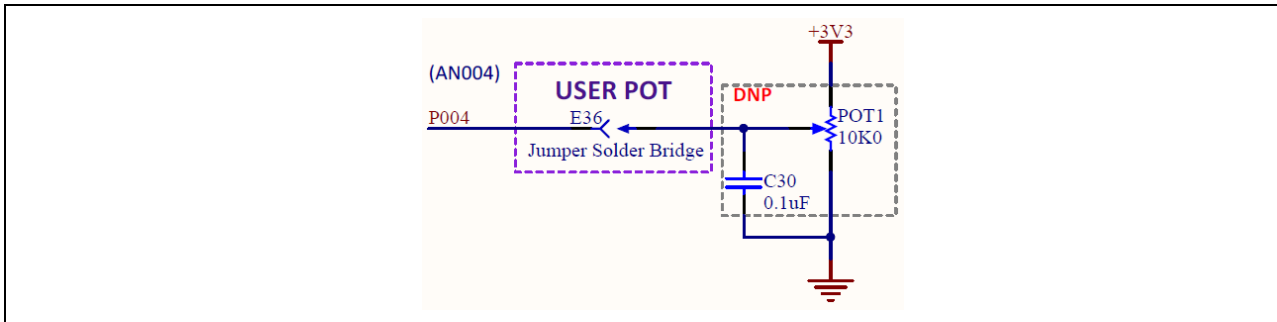 +3V3
(AN004)
USER POT
DNP
P004
E36
POT1
10K0
Jumper Solder Bridge
C30
0.1uF